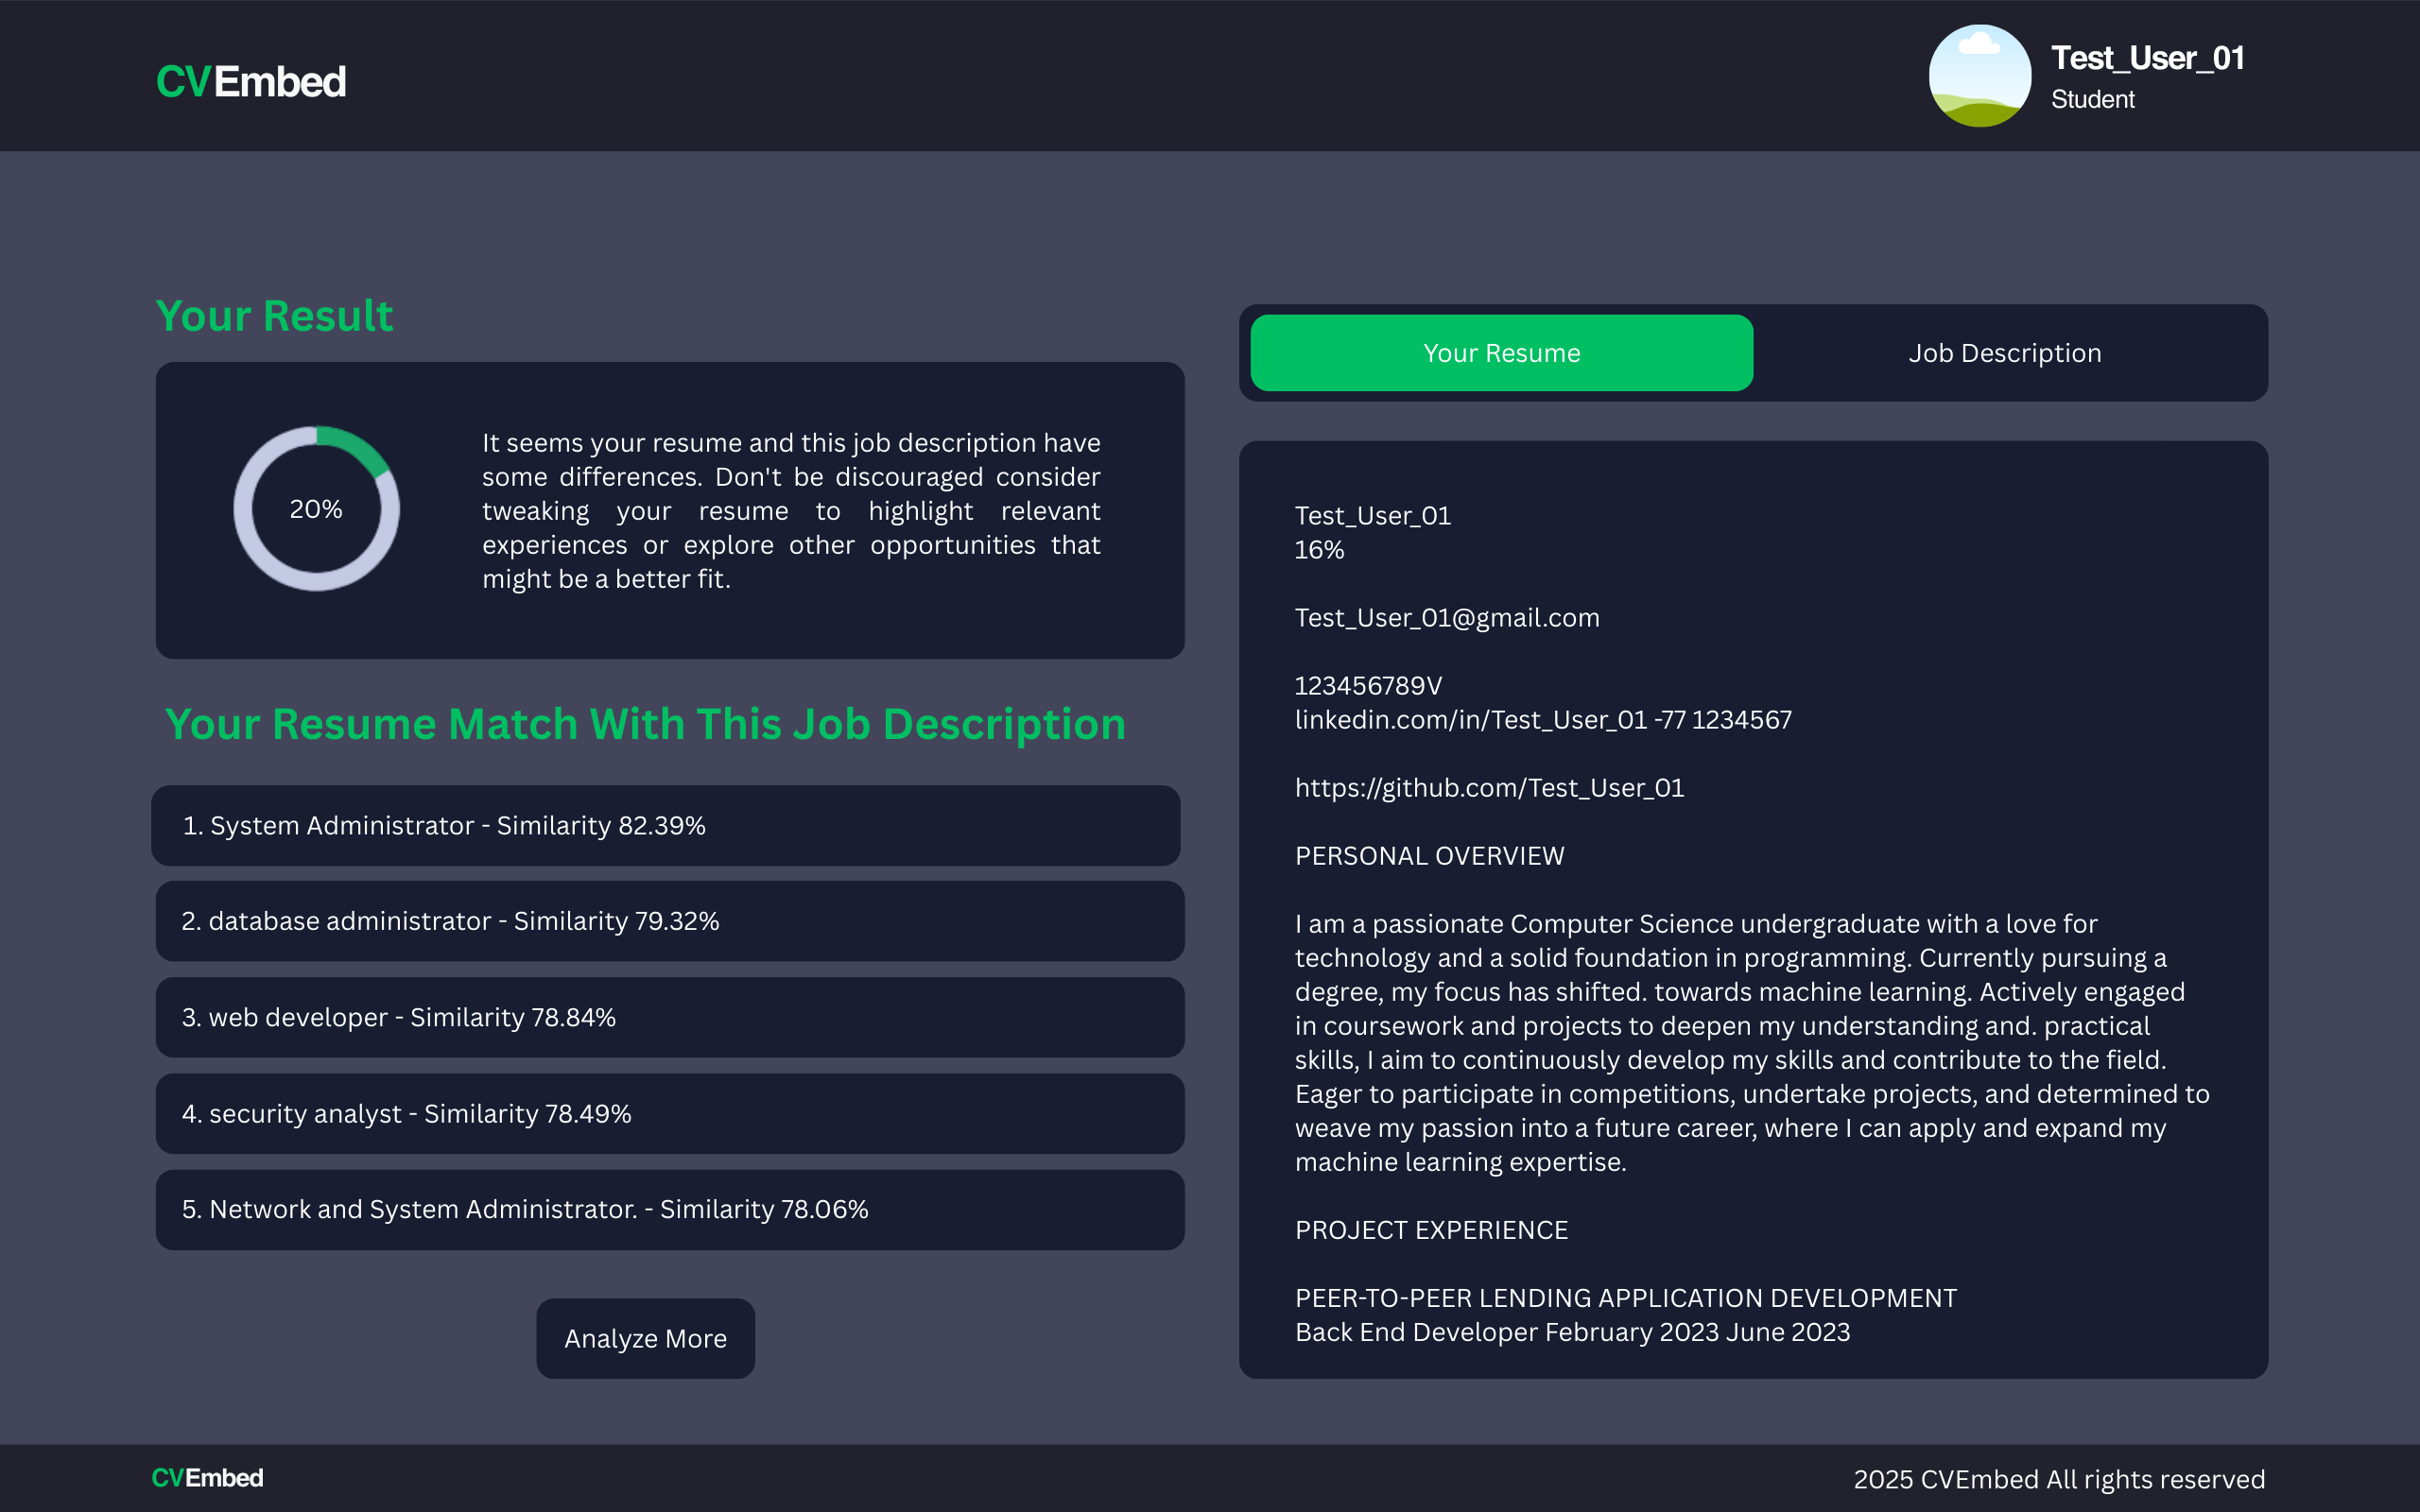 CVEmbed
Test_User_01
Student
Your Result
20%
It seems your resume and this job description have
some differences. Don't be discouraged consider
tweaking your resume to highlight relevant
experiences or explore other opportunities that
might be a better fit.
Your Resume Match With This Job Description
1. System Administrator - Similarity 82.39%
2. database administrator - Similarity 79.32%
3. web developer - Similarity 78.84%
4. security analyst - Similarity 78.49%
5. Network and System Administrator. - Similarity 78.06%
Analyze More
Your Resume
Job Description
Test_User_01
16%
Test_User_01@gmail.com
123456789V
linkedin.com/in/Test_User_01 -77 1234567
https://github.com/Test_User_01
PERSONAL OVERVIEW
I am a passionate Computer Science undergraduate with a love for
technology and a solid foundation in programming. Currently pursuing a
degree, my focus has shifted. towards machine learning. Actively engaged
in coursework and projects to deepen my understanding and. practical
skills, I aim to continuously develop my skills and contribute to the field.
Eager to participate in competitions, undertake projects, and determined to
weave my passion into a future career, where I can apply and expand my
machine learning expertise.
PROJECT EXPERIENCE
PEER-TO-PEER LENDING APPLICATION DEVELOPMENT
Back End Developer February 2023 June 2023
CVEmbed
2025 CVEmbed All rights reserved